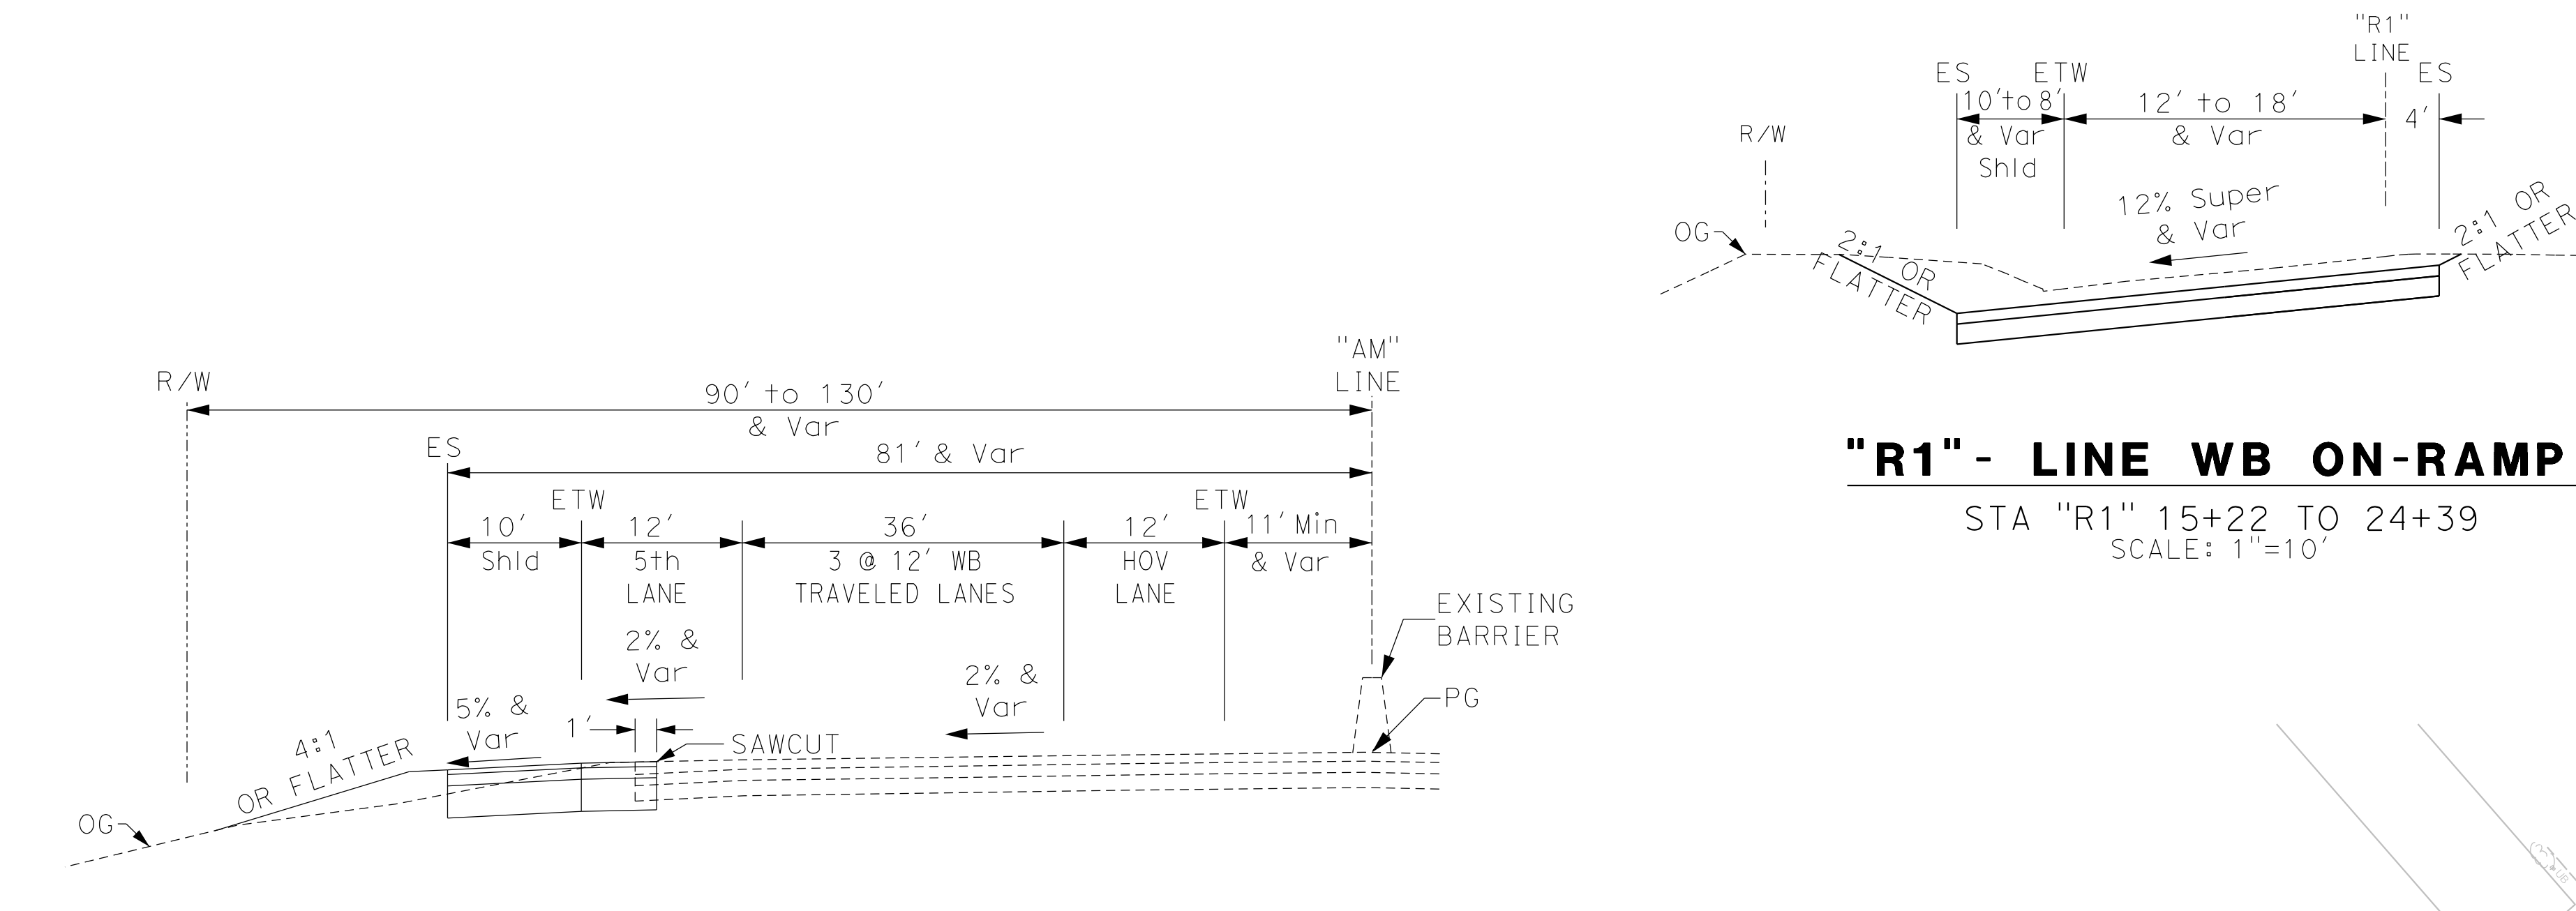 "R1"
LINE
ES
ETW
ES
10'to 8'
12' to 18'
4'
& Var
& Var
Shld
R/W
12% Super
& Var
OG
2:1 OR
FLATTER
2:1 OR
FLATTER
"R1"- LINE WB ON-RAMP
STA "R1" 15+22 TO 24+39
SCALE: 1"=10'
"AM"
LINE
R/W
90' to 130'
& Var
ES
81' & Var
ETW
ETW
10'
12'
36'
12'
11' Min
Shld
5th
LANE
3 @ 12' WB
TRAVELED LANES
HOV
LANE
& Var
EXISTING
BARRIER
2% &
Var
2% &
Var
PG
5% &
Var
1'
SAWCUT
4:1
OR FLATTER
OG